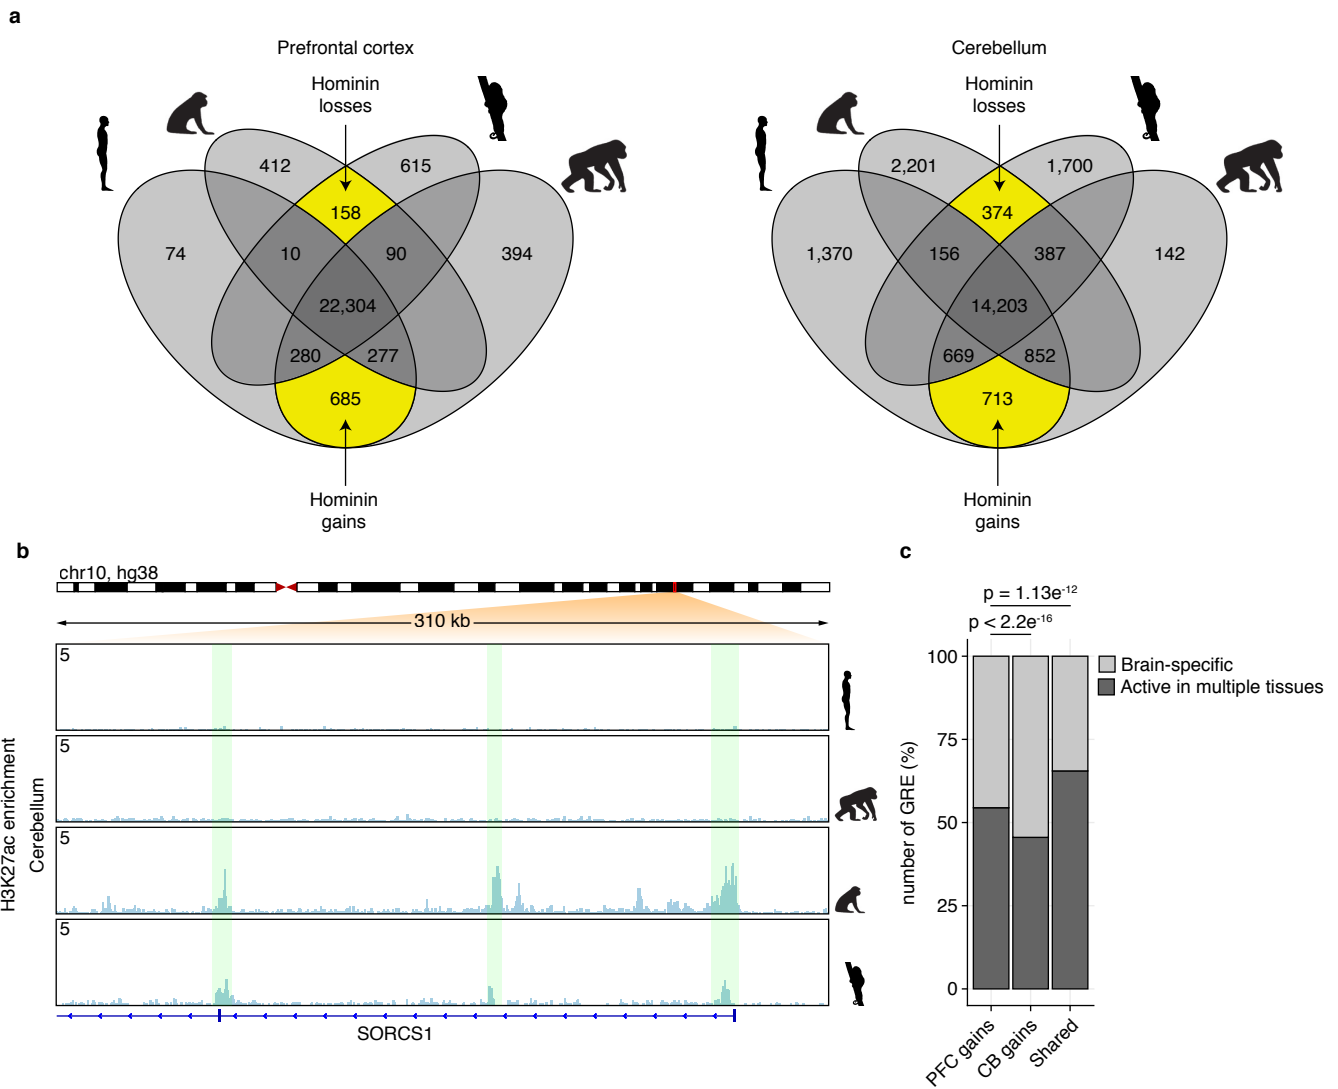 a
Prefrontal cortex
Hominin
losses
412
615
158
74
10
90
394
22,304
280
277
685
Hominin
gains
Cerebellum
Hominin
losses
2,201
1,700
374
1,370
156
387
142
14,203
669
852
713
Hominin
gains
b
chr10, hg38
310 kb
H3K27ac enrichment
Cerebellum
5
5
5
5
SORCS1
c
p = 1.13e-12
p < 2.2e-16
number of GRE (%)
100
75
50
25
0
PFC gains
CB gains
Shared
Brain-specific
Active in multiple tissues